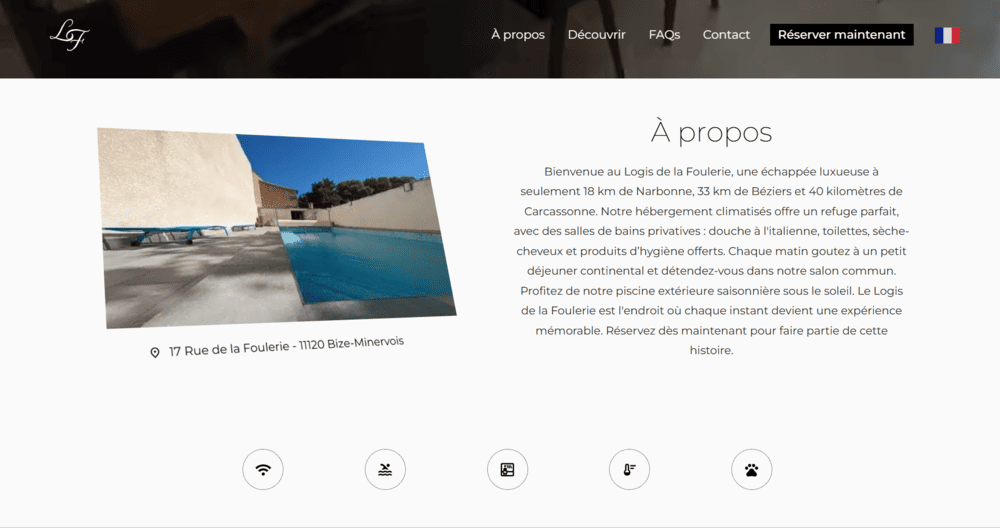 LF
À propos
Découvrir
FAQs
Contact
Réserver maintenant
À propos
Bienvenue au Logis de la Foulerie, une échappée luxueuse à
seulement 18 km de Narbonne, 33 km de Béziers et 40 kilomètres de
Carcassonne. Notre hébergement climatisés offre un refuge parfait,
avec des salles de bains privatives : douche à l'italienne, toilettes, sèche-
cheveux et produits d’hygiène offerts. Chaque matin goutez à un petit
déjeuner continental et détendez-vous dans notre salon commun.
Profitez de notre piscine extérieure saisonnière sous le soleil. Le Logis
de la Foulerie est l'endroit où chaque instant devient une expérience
mémorable. Réservez dès maintenant pour faire partie de cette
histoire.
17 Rue de la Foulerie - 11120 Bize-Minervois